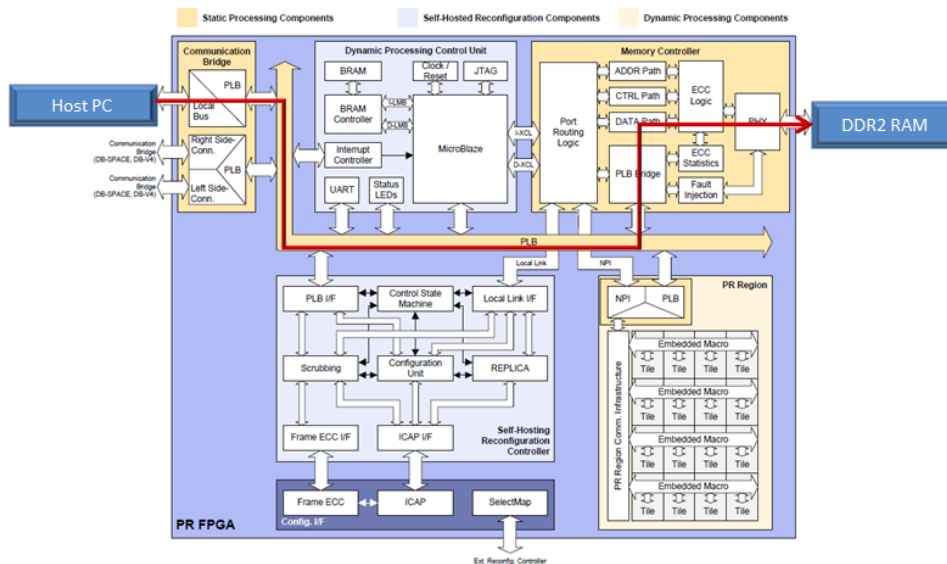 Static Processing Components
Self-Hosted Reconfiguration Components
Dynamic Processing Components
Communication
Bridge
PLB
Local
Bus
Right Side-
Conn.
PLB
Left Side-
Conn.
Host PC
Communication
Bridge
(DB-SPACE, DB-V4)
Communication
Bridge
(DB-SPACE, DB-V4)
Dynamic Processing Control Unit
BRAM
Clock /
Reset
JTAG
BRAM
Controller
I-LMB
D-LMB
Interrupt
Controller
MicroBlaze
UART
Status
LEDs
I-XCL
D-XCL
Memory Controller
Port
Routing
Logic
ADDR Path
CTRL Path
DATA Path
ECC
Logic
PHY
PLB Bridge
ECC
Statistics
Fault
Injection
DDR2 RAM
PLB
Local Link
NPI
PLB I/F
Control State
Machine
Local Link I/F
Scrubbing
Configuration
Unit
REPLICA
Frame ECC I/F
ICAP I/F
Self-Hosting
Reconfiguration
Controller
NPI
PLB
PR Region
PR Region Comm. Infrastructure
Embedded Macro
Tile
Tile
Tile
Tile
Embedded Macro
Tile
Tile
Tile
Tile
Embedded Macro
Tile
Tile
Tile
Tile
Embedded Macro
Tile
Tile
Tile
Tile
Frame ECC
ICAP
SelectMap
Config. I/F
PR FPGA
Ext. Reconfig. Controller